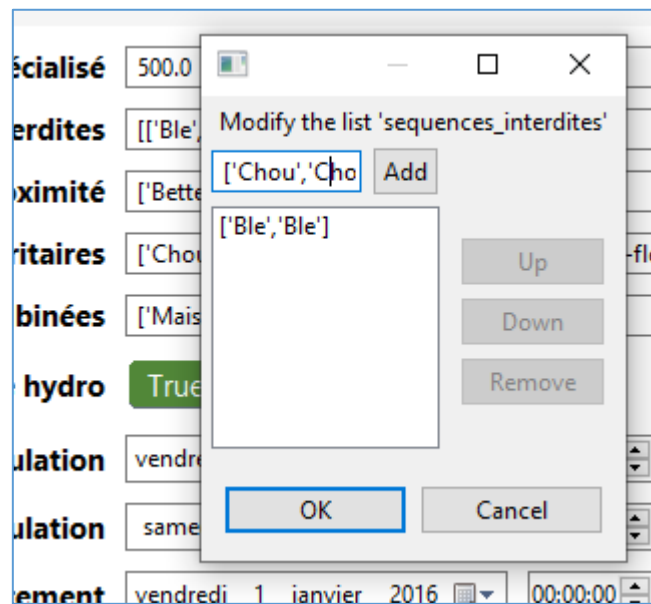 écialisé 500.0
erdites [['Ble',
Modify the list 'sequences_interdites'
['Chou','Cho Add
oximité ['Bette
['Ble','Ble']
ritaires ['Chou -fle
Up
binées ['Mais
Down
hydro True
Remove
ulation vendre
OK Cancel
ulation same
tement vendredi 1 janvier 2016 00:00:00